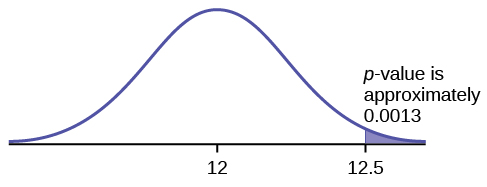 p-value is
approximately
0.0013
12
12.5